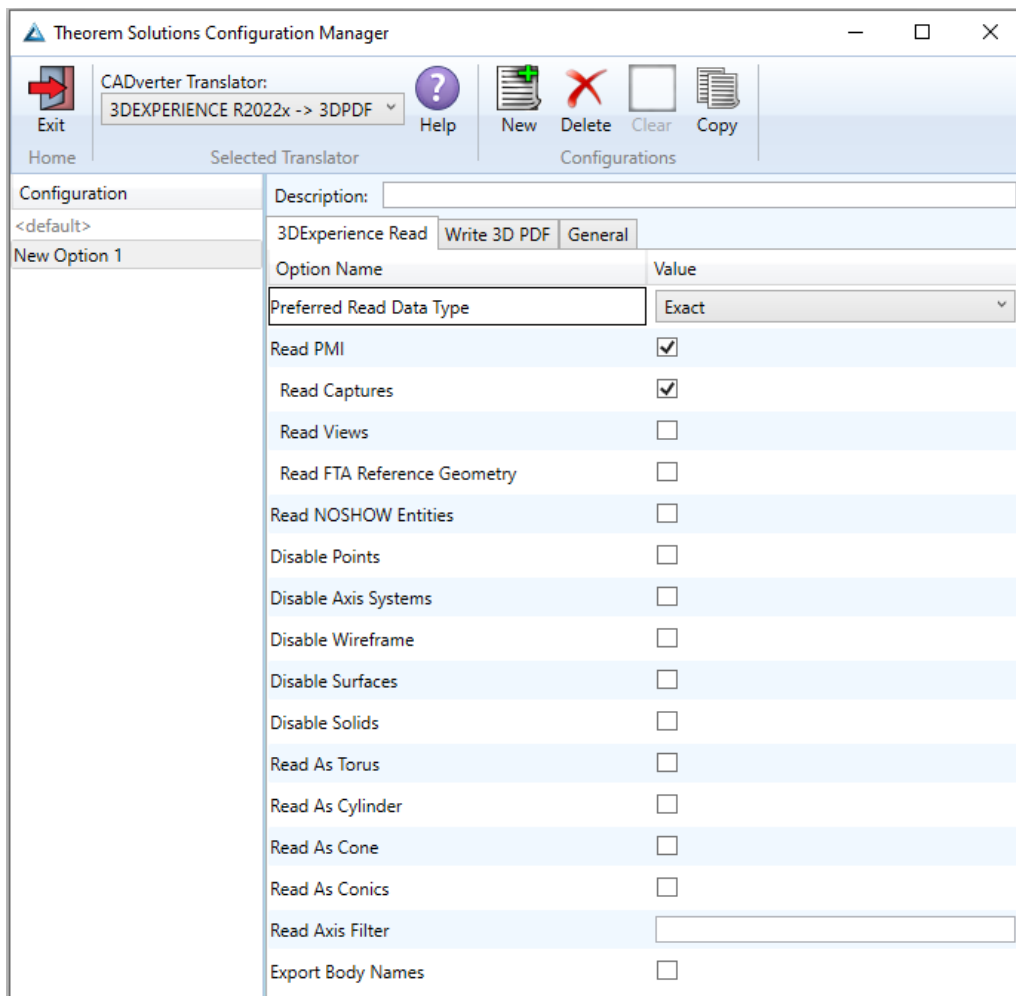 Theorem Solutions Configuration Manager
CADverter Translator:
3DEXPERIENCE R2022x -> 3DPDF
Exit
Help
New
Delete
Clear
Copy
Home
Selected Translator
Configurations
Configuration
Description:
<default>
New Option 1
3DExperience Read
Write 3D PDF
General
Option Name
Value
Preferred Read Data Type
Exact
Read PMI
Read Captures
Read Views
Read FTA Reference Geometry
Read NOSHOW Entities
Disable Points
Disable Axis Systems
Disable Wireframe
Disable Surfaces
Disable Solids
Read As Torus
Read As Cylinder
Read As Cone
Read As Conics
Read Axis Filter
Export Body Names